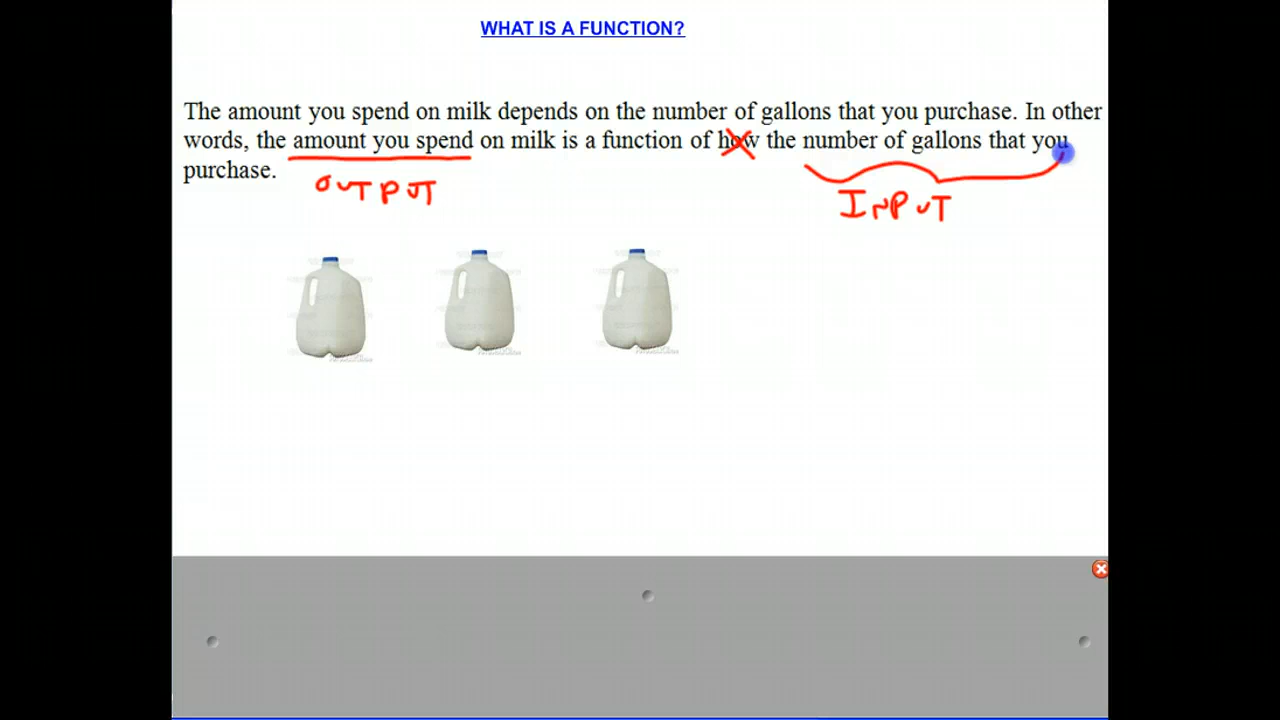 WHAT IS A FUNCTION?
The amount you spend on milk depends on the number of gallons that you purchase. In other
words, the amount you spend on milk is a function of how the number of gallons that you
purchase.
OUTPUT
INPUT